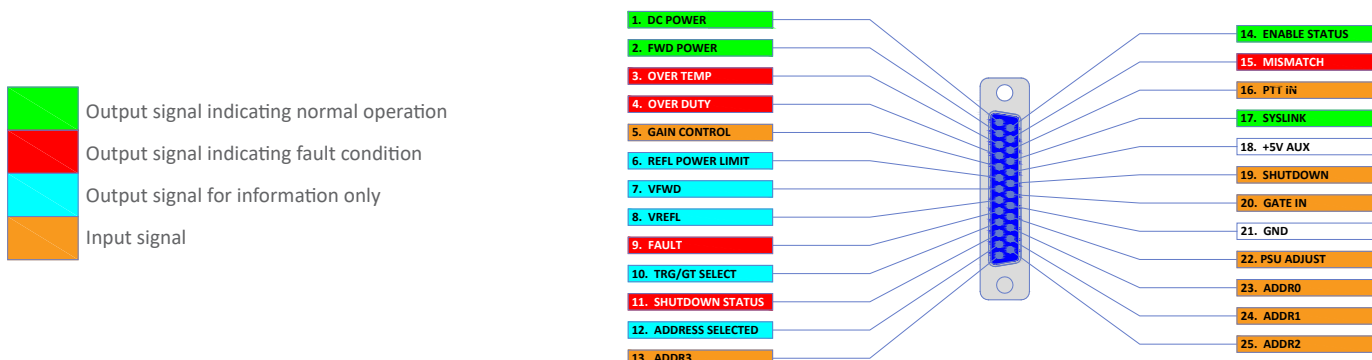 Output signal indicating normal operation
Output signal indicating fault condition
Output signal for information only
Input signal
1. DC POWER
2. FWD POWER
3. OVER TEMP
4. OVER DUTY
5. GAIN CONTROL
6. REFL POWER LIMIT
7. VFWD
8. VREFL
9. FAULT
10. TRG/GT SELECT
11. SHUTDOWN STATUS
12. ADDRESS SELECTED
13. ADDR3
14. ENABLE STATUS
15. MISMATCH
16. PTT IN
17. SYSLINK
18. +5V AUX
19. SHUTDOWN
20. GATE IN
21. GND
22. PSU ADJUST
23. ADDR0
24. ADDR1
25. ADDR2